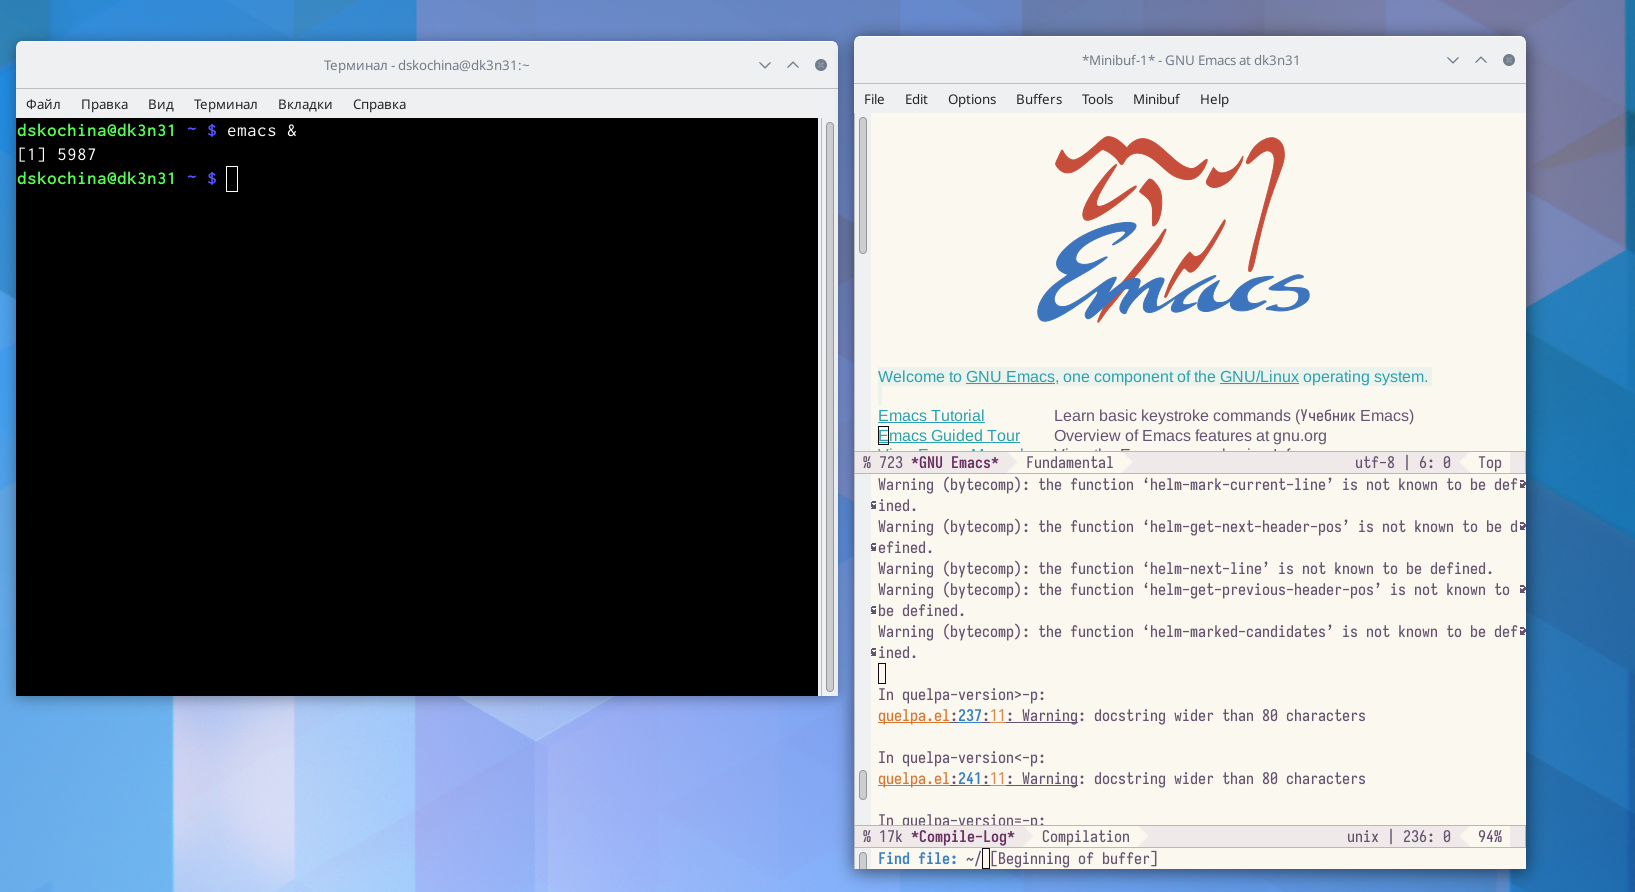 Терминал - dskochina@dk3n31:~
Файл Правка Вид Терминал Вкладки Справка
dskochina@dk3n31 ~ $ emacs &
[1] 5987
dskochina@dk3n31 ~ $
*Minibuf-1* - GNU Emacs at dk3n31
File Edit Options Buffers Tools Minibuf Help
Emacs
Welcome to GNU Emacs, one component of the GNU/Linux operating system.
Emacs Tutorial Learn basic keystroke commands (Учебник Emacs)
Emacs Guided Tour Overview of Emacs features at gnu.org
% 723 *GNU Emacs* Fundamental utf-8 | 6: 0 Top
Warning (bytecomp): the function ‘helm-mark-current-line’ is not known to be def
ined.
Warning (bytecomp): the function ‘helm-get-next-header-pos’ is not known to be d
efined.
Warning (bytecomp): the function ‘helm-next-line’ is not known to be defined.
Warning (bytecomp): the function ‘helm-get-previous-header-pos’ is not known to
be defined.
Warning (bytecomp): the function ‘helm-marked-candidates’ is not known to be def
ined.
In quelpa-version>-p:
quelpa.el:237:11: Warning: docstring wider than 80 characters
In quelpa-version<-p:
quelpa.el:241:11: Warning: docstring wider than 80 characters
In quelpa-version=-p:
% 17k *Compile-Log* Compilation unix | 236: 0 94%
Find file: ~/ [Beginning of buffer]